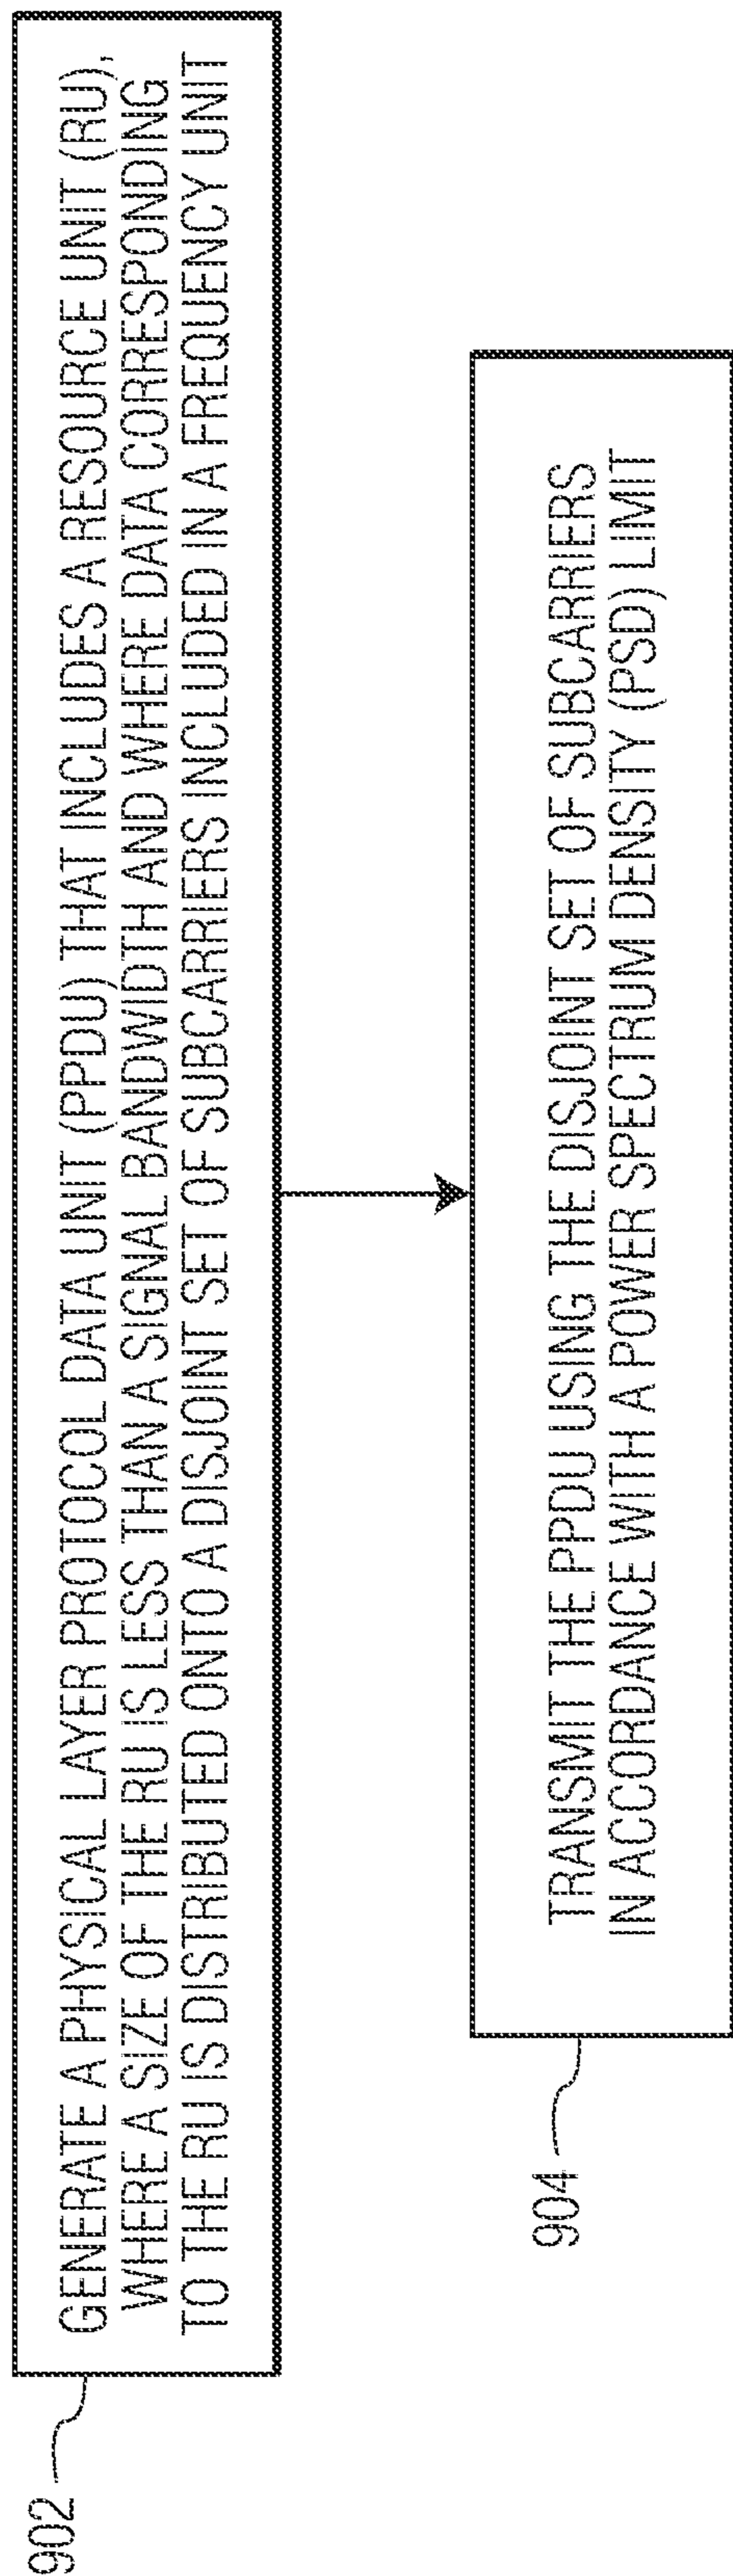 GENERATE A PHYSICAL LAYER PROTOCOL DATA UNIT (PPDU) THAT INCLUDES A RESOURCE UNIT (RU),
WHERE A SIZE OF THE RU IS LESS THAN A SIGNAL BANDWIDTH AND WHERE DATA CORRESPONDING
TO THE RU IS DISTRIBUTED ONTO A DISJOINT SET OF SUBCARRIERS INCLUDED IN A FREQUENCY UNIT
902
TRANSMIT THE PPDU USING THE DISJOINT SET OF SUBCARRIERS
IN ACCORDANCE WITH A POWER SPECTRUM DENSITY (PSD) LIMIT
904